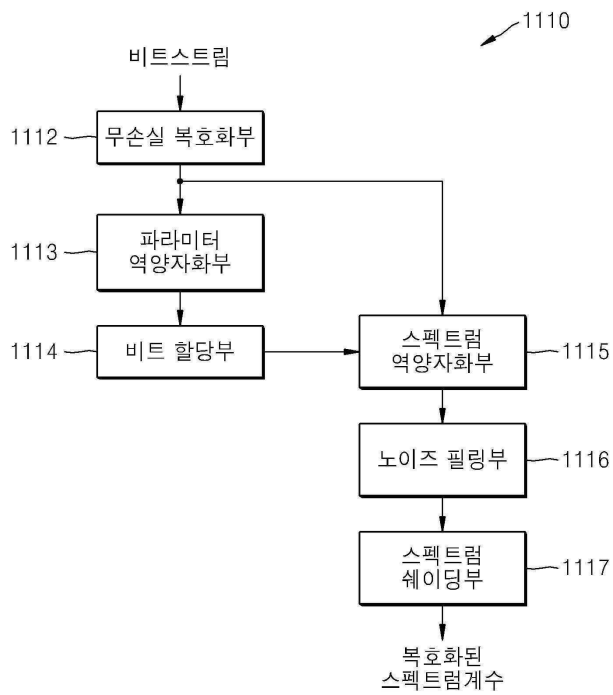 1110
비트스트림
1112
무손실 복호화부
1113
파라미터
역양자화부
1114
비트 할당부
스펙트럼
역양자화부
1115
노이즈 필링부
1116
스펙트럼
쉐이딩부
1117
복호화된
스펙트럼계수